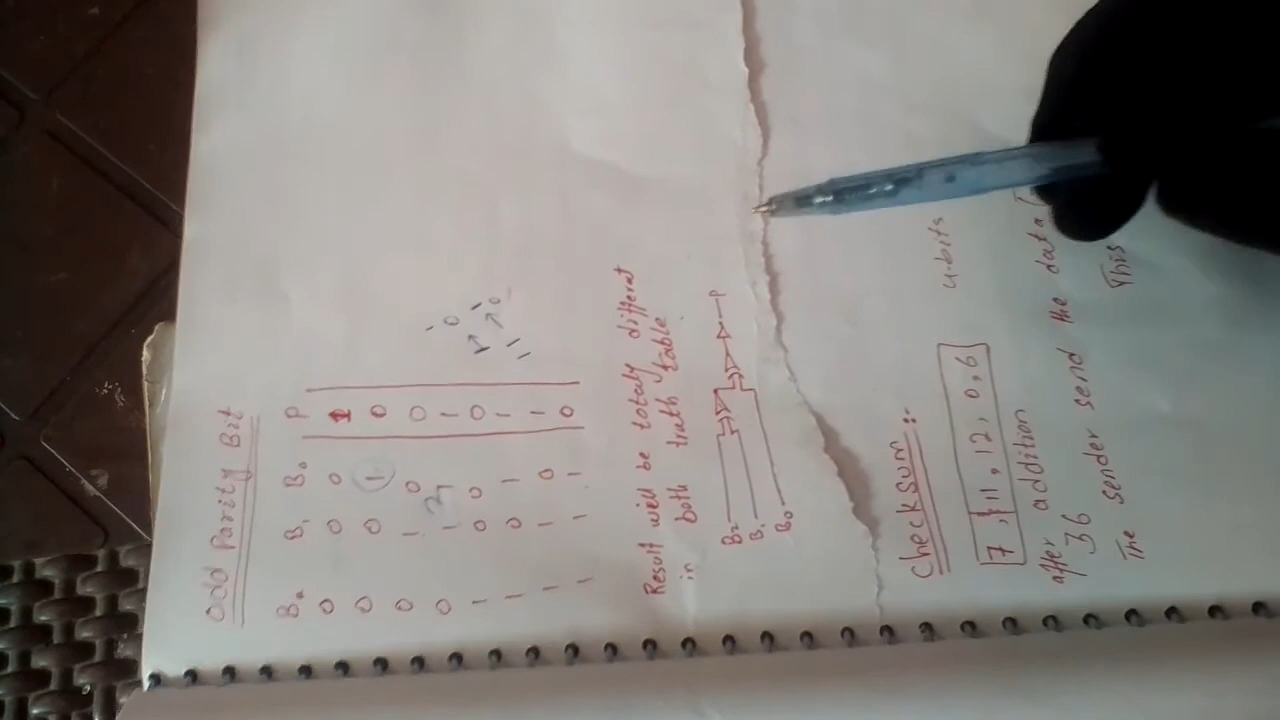 Odd Parity Bit
B₂ B₁ B₀ P
0 0 0 1
0 0 1 0
0 1 0 0
0 1 1 1
1 0 0 0
1 0 1 1
1 1 0 1
1 1 1 0
Result will be totaly differat
in both truth table
B₂
B₁
B₀
P
Checksum :-
7, 11, 12, 0, 6 4-bits
after addition
36 sender send the data
The This